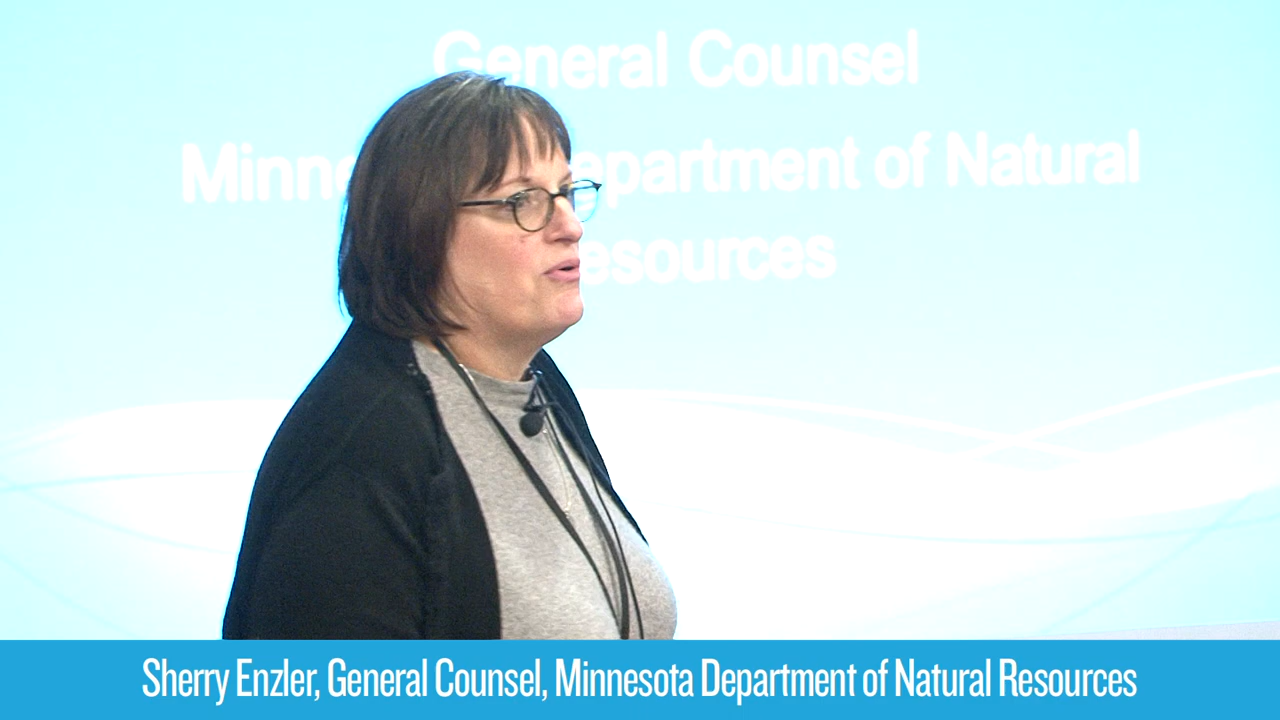 General Counsel
Minne epartment of Natural
esources
Sherry Enzler, General Counsel, Minnesota Department of Natural Resources